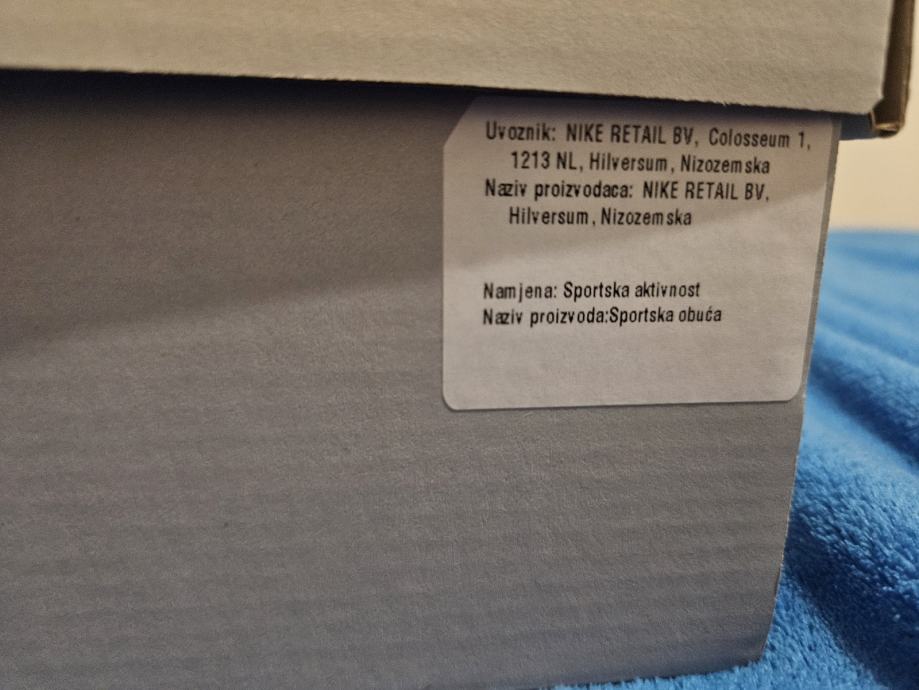 Uvoznik: NIKE RETAIL BV, Colosseum 1,
1213 NL, Hilversum, Nizozemska
Naziv proizvodaca: NIKE RETAIL BV,
Hilversum, Nizozemska
Namjena: Sportska aktivnost
Naziv proizvoda:Sportska obuća